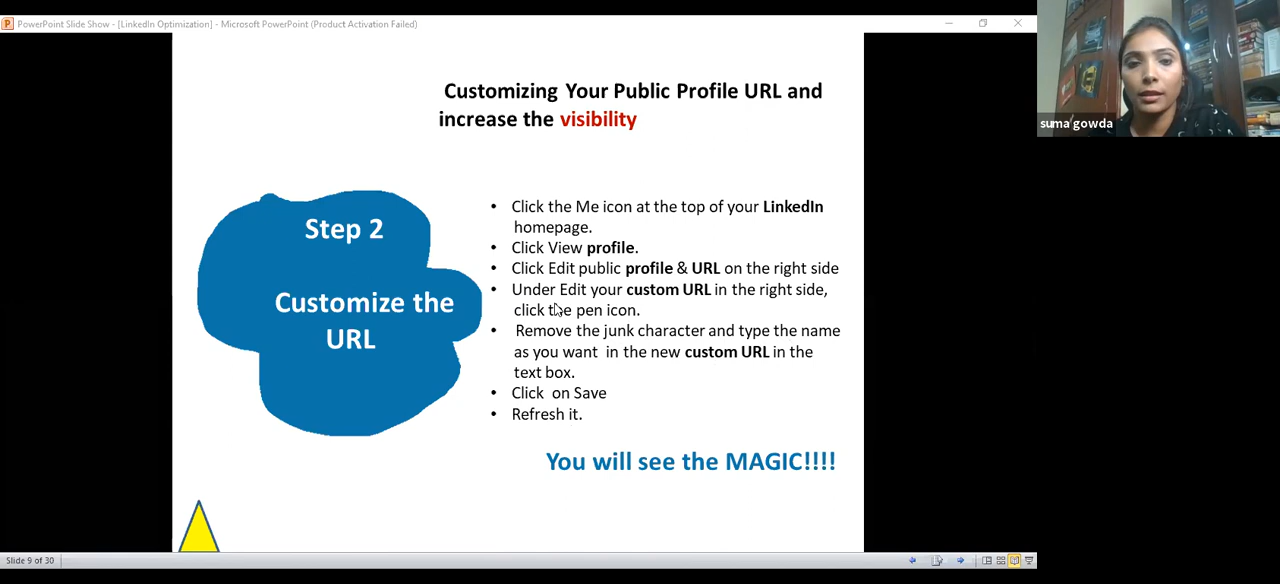 PowerPoint Slide Show - [LinkedIn Optimization] - Microsoft PowerPoint (Product Activation Failed)
suma gowda
Customizing Your Public Profile URL and
increase the visibility
Step 2
Customize the
URL
• Click the Me icon at the top of your LinkedIn
homepage.
• Click View profile.
• Click Edit public profile & URL on the right side
• Under Edit your custom URL in the right side,
click the pen icon.
• Remove the junk character and type the name
as you want in the new custom URL in the
text box.
• Click on Save
• Refresh it.
You will see the MAGIC!!!!
Slide 9 of 30